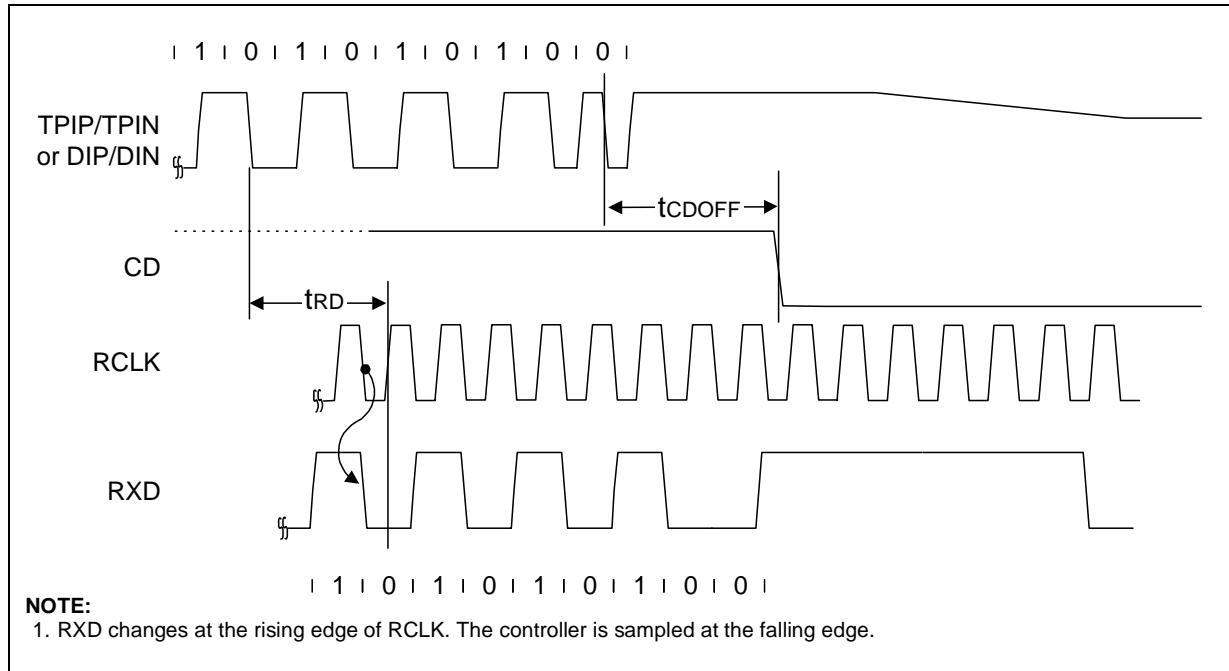 1 0 1 0 1 0 1 0 0
TPIP/TPIN
or DIP/DIN
tCDOFF
CD
tRD
RCLK
RXD
1 0 1 0 1 0 1 0 0
NOTE:
1. RXD changes at the rising edge of RCLK. The controller is sampled at the falling edge.